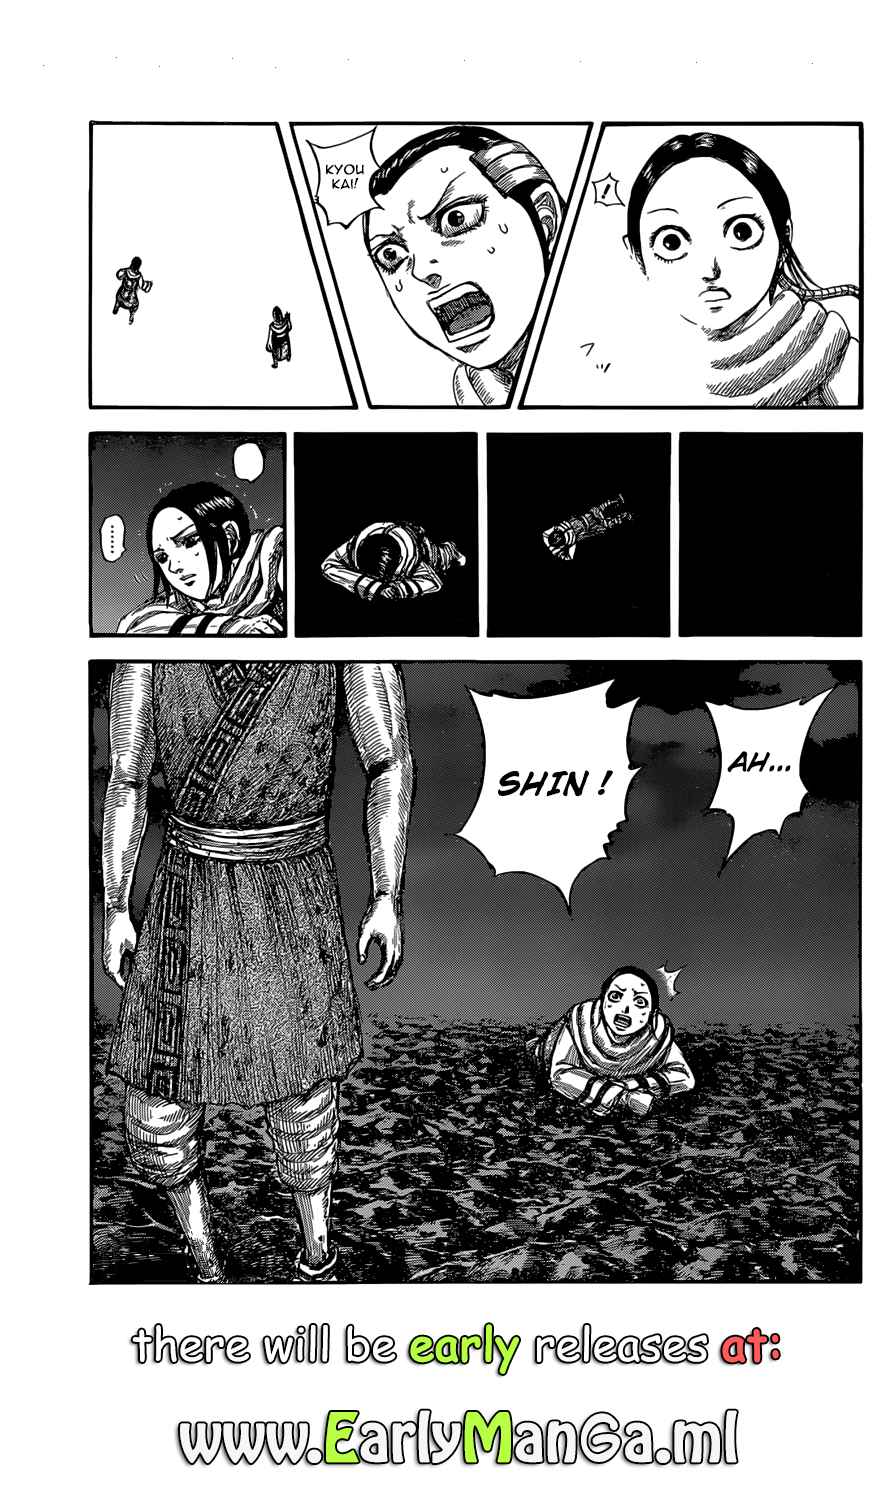 !
KYOU
KAI!
......
AH...
SHIN!
there will be early releases at:
www.EarlyManGa.ml